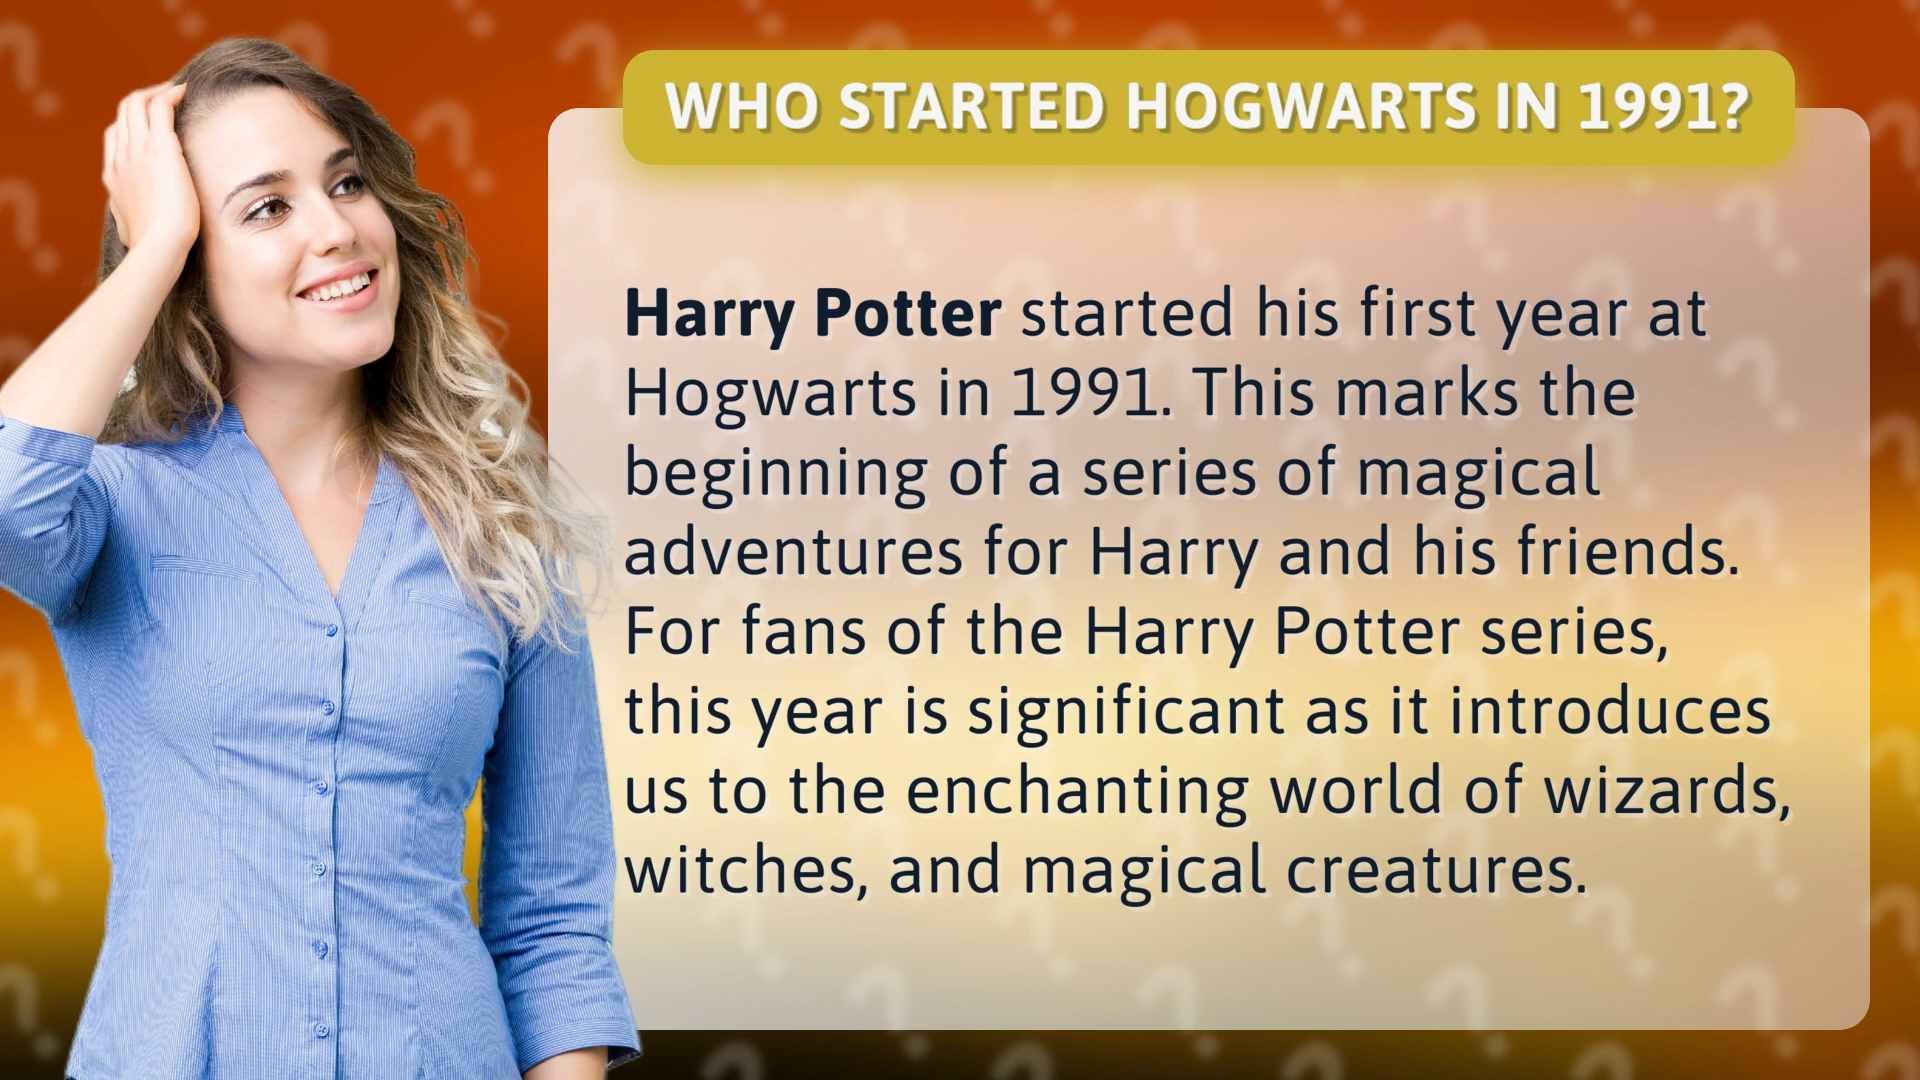 WHO STARTED HOGWARTS IN 1991?
Harry Potter started his first year at
Hogwarts in 1991. This marks the
beginning of a series of magical
adventures for Harry and his friends.
For fans of the Harry Potter series,
this year is significant as it introduces
us to the enchanting world of wizards,
witches, and magical creatures.